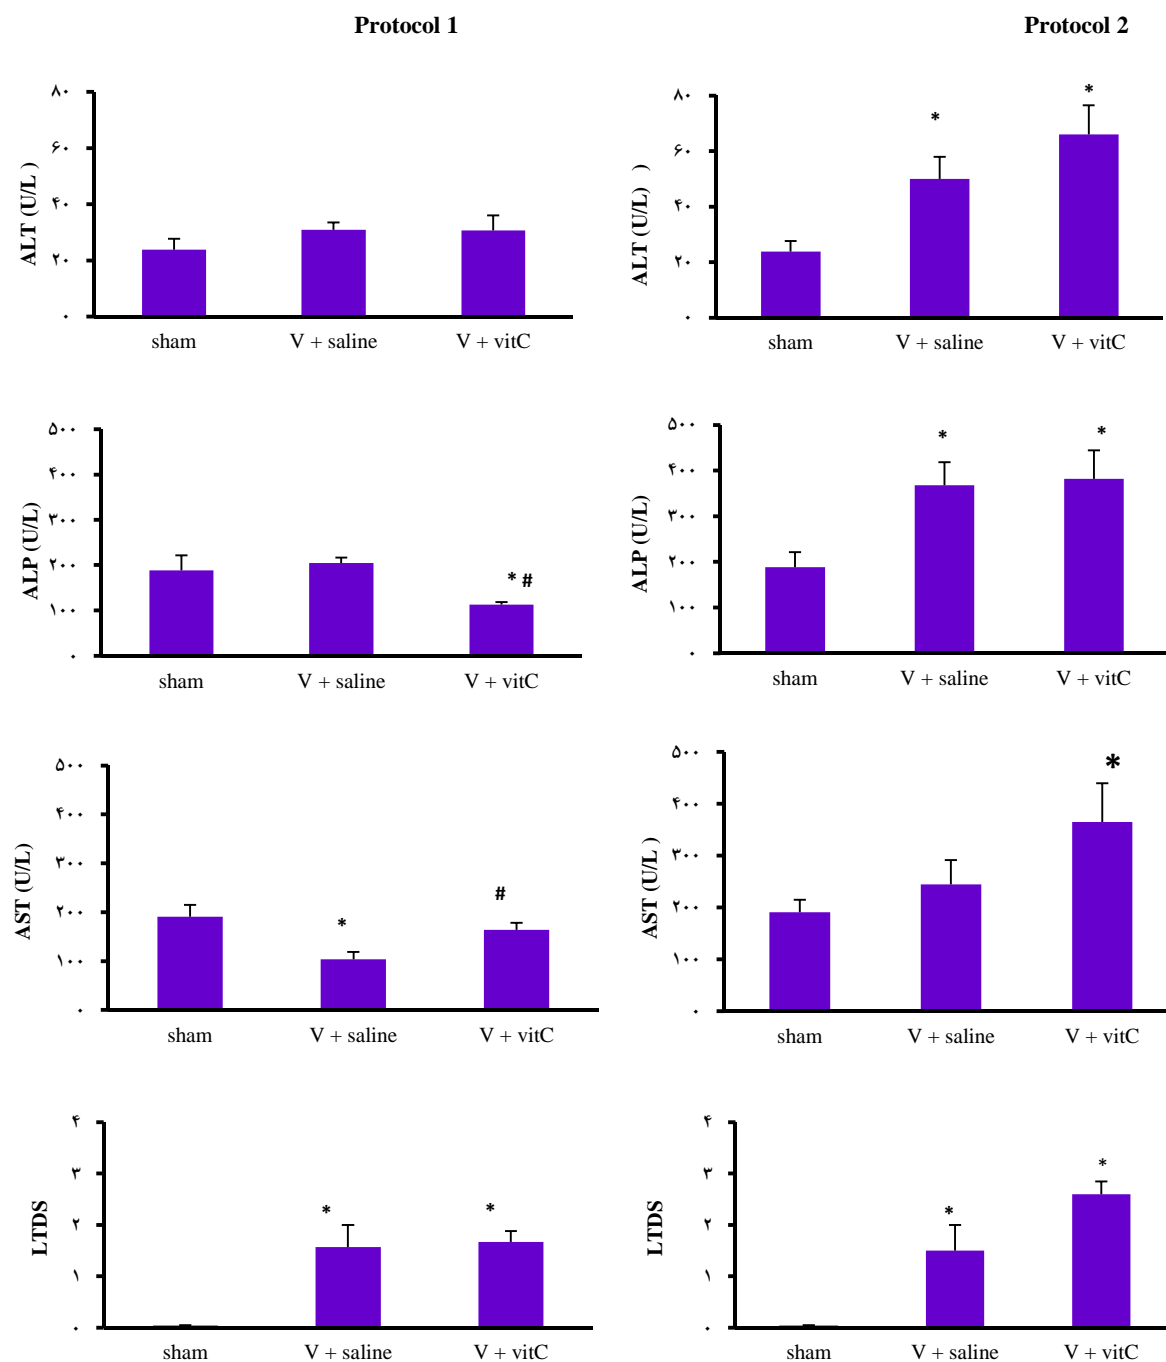 Protocol 1
Protocol 2
ALT (U/L )
۸۰
۶۰
۴۰
۲۰
۰
sham
V + saline
V + vitC
ALT (U/L) )
۸۰
۶۰
۴۰
۲۰
۰
*
*
sham
V + saline
V + vitC
ALP (U/L)
۵۰۰
۴۰۰
۳۰۰
۲۰۰
۱۰۰
۰
* #
sham
V + saline
V + vitC
ALP (U/L)
۵۰۰
۴۰۰
۳۰۰
۲۰۰
۱۰۰
۰
*
*
sham
V + saline
V + vitC
AST (U/L)
۵۰۰
۴۰۰
۳۰۰
۲۰۰
۱۰۰
۰
*
#
sham
V + saline
V + vitC
AST (U/L )
۵۰۰
۴۰۰
۳۰۰
۲۰۰
۱۰۰
۰
*
sham
V + saline
V + vitC
LTDS
۴
۳
۲
۱
۰
*
*
sham
V + saline
V + vitC
LTDS
۴
۳
۲
۱
۰
*
*
sham
V + saline
V + vitC